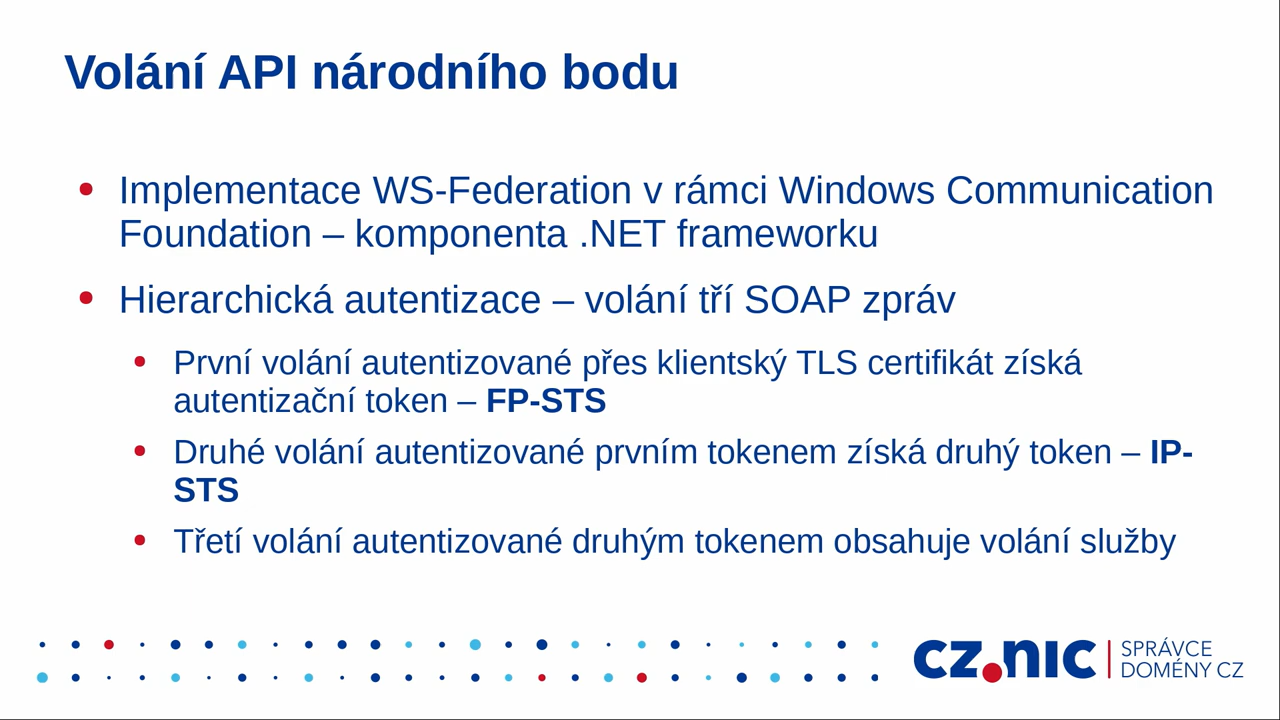 Volání API národního bodu
Implementace WS-Federation v rámci Windows Communication
Foundation – komponenta .NET frameworku
Hierarchická autentizace – volání tří SOAP zpráv
První volání autentizované přes klientský TLS certifikát získá
autentizační token – FP-STS
Druhé volání autentizované prvním tokenem získá druhý token – IP-
STS
Třetí volání autentizované druhým tokenem obsahuje volání služby
CZ.NIC
SPRÁVCE
DOMÉNY CZ